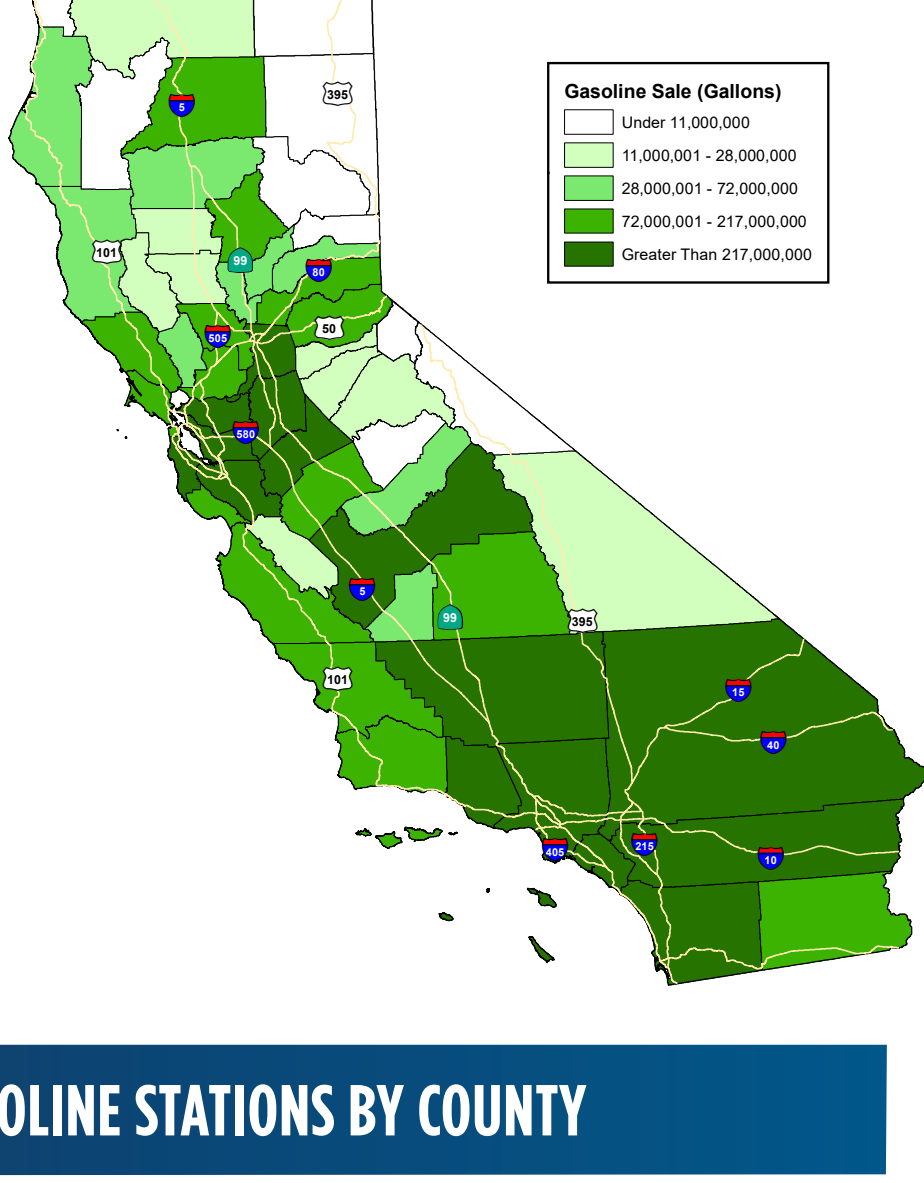 Gasoline Sale (Gallons)
Under 11,000,000
11,000,001 - 28,000,000
28,000,001 - 72,000,000
72,000,001 - 217,000,000
Greater Than 217,000,000
395
5
101
99
80
50
505
580
5
99
395
101
15
40
405
215
10
OLINE STATIONS BY COUNTY